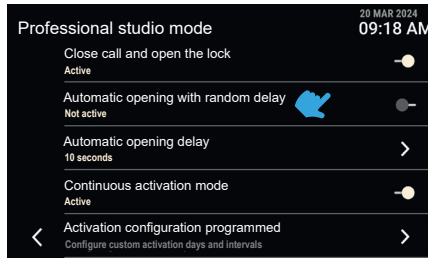 20 MAR 2024
Professional studio mode
09:18 AM
Close call and open the lock
Active
Automatic opening with random delay
Not active
Automatic opening delay
10 seconds
Continuous activation mode
Active
Activation configuration programmed
Configure custom activation days and intervals